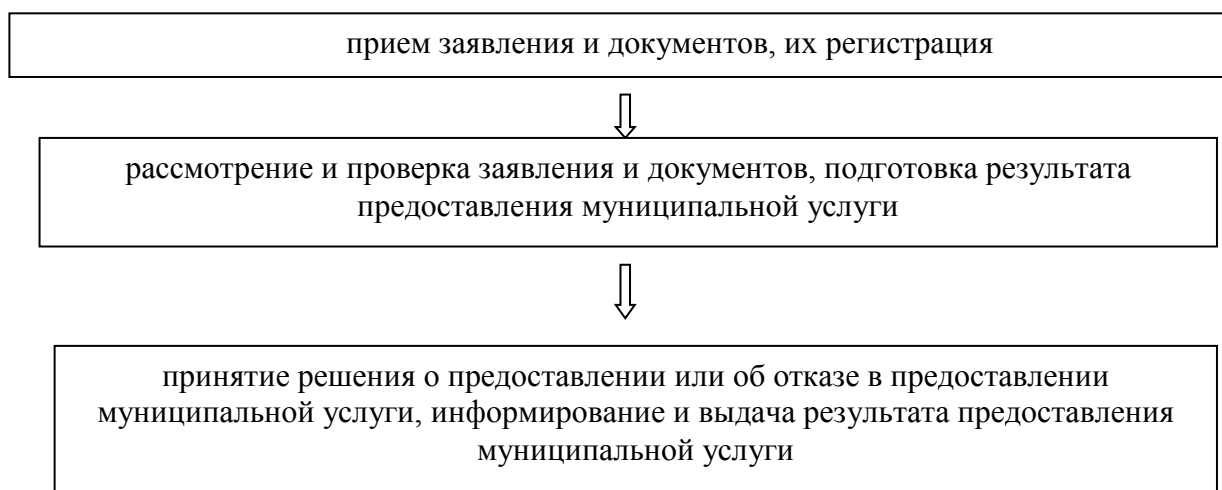 прием заявления и документов, их регистрация
рассмотрение и проверка заявления и документов, подготовка результата
предоставления муниципальной услуги
принятие решения о предоставлении или об отказе в предоставлении
муниципальной услуги, информирование и выдача результата предоставления
муниципальной услуги